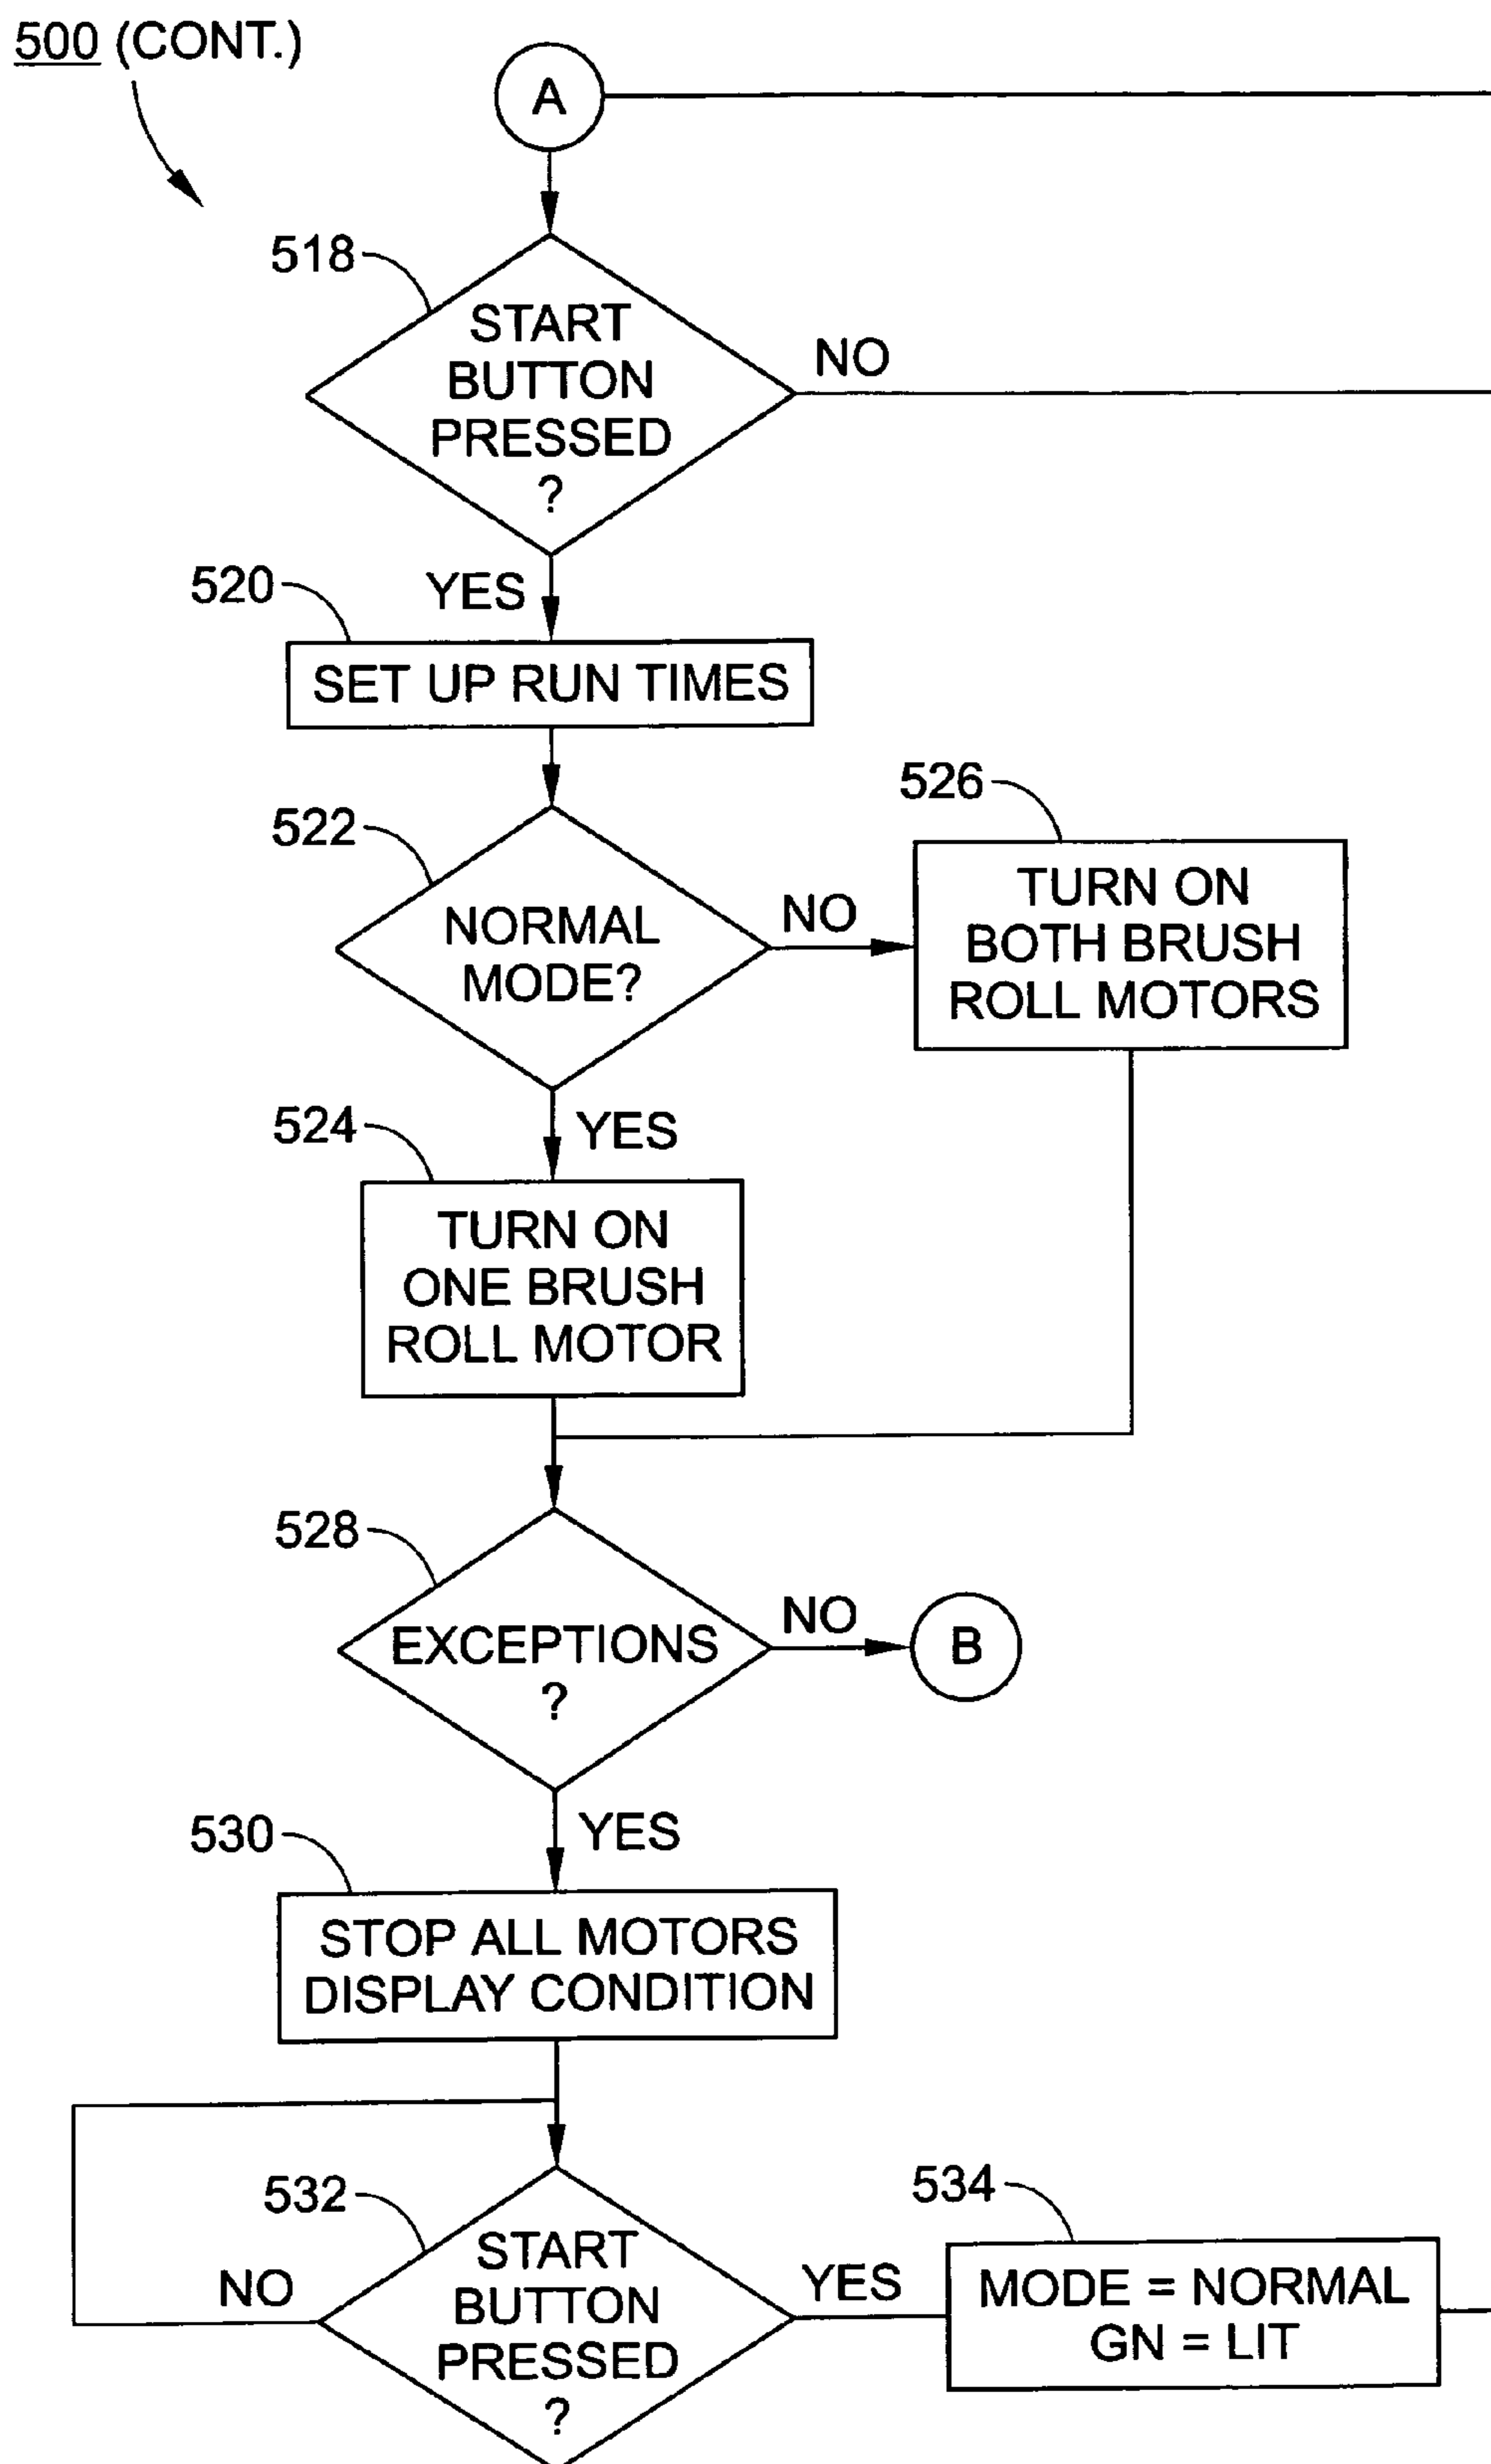 500 (CONT.)
A
518
START
BUTTON
PRESSED
?
NO
YES
520
SET UP RUN TIMES
522
NORMAL
MODE?
NO
526
TURN ON
BOTH BRUSH
ROLL MOTORS
YES
524
TURN ON
ONE BRUSH
ROLL MOTOR
528
EXCEPTIONS
?
NO
B
YES
530
STOP ALL MOTORS
DISPLAY CONDITION
532
START
BUTTON
PRESSED
?
NO
YES
534
MODE = NORMAL
GN = LIT